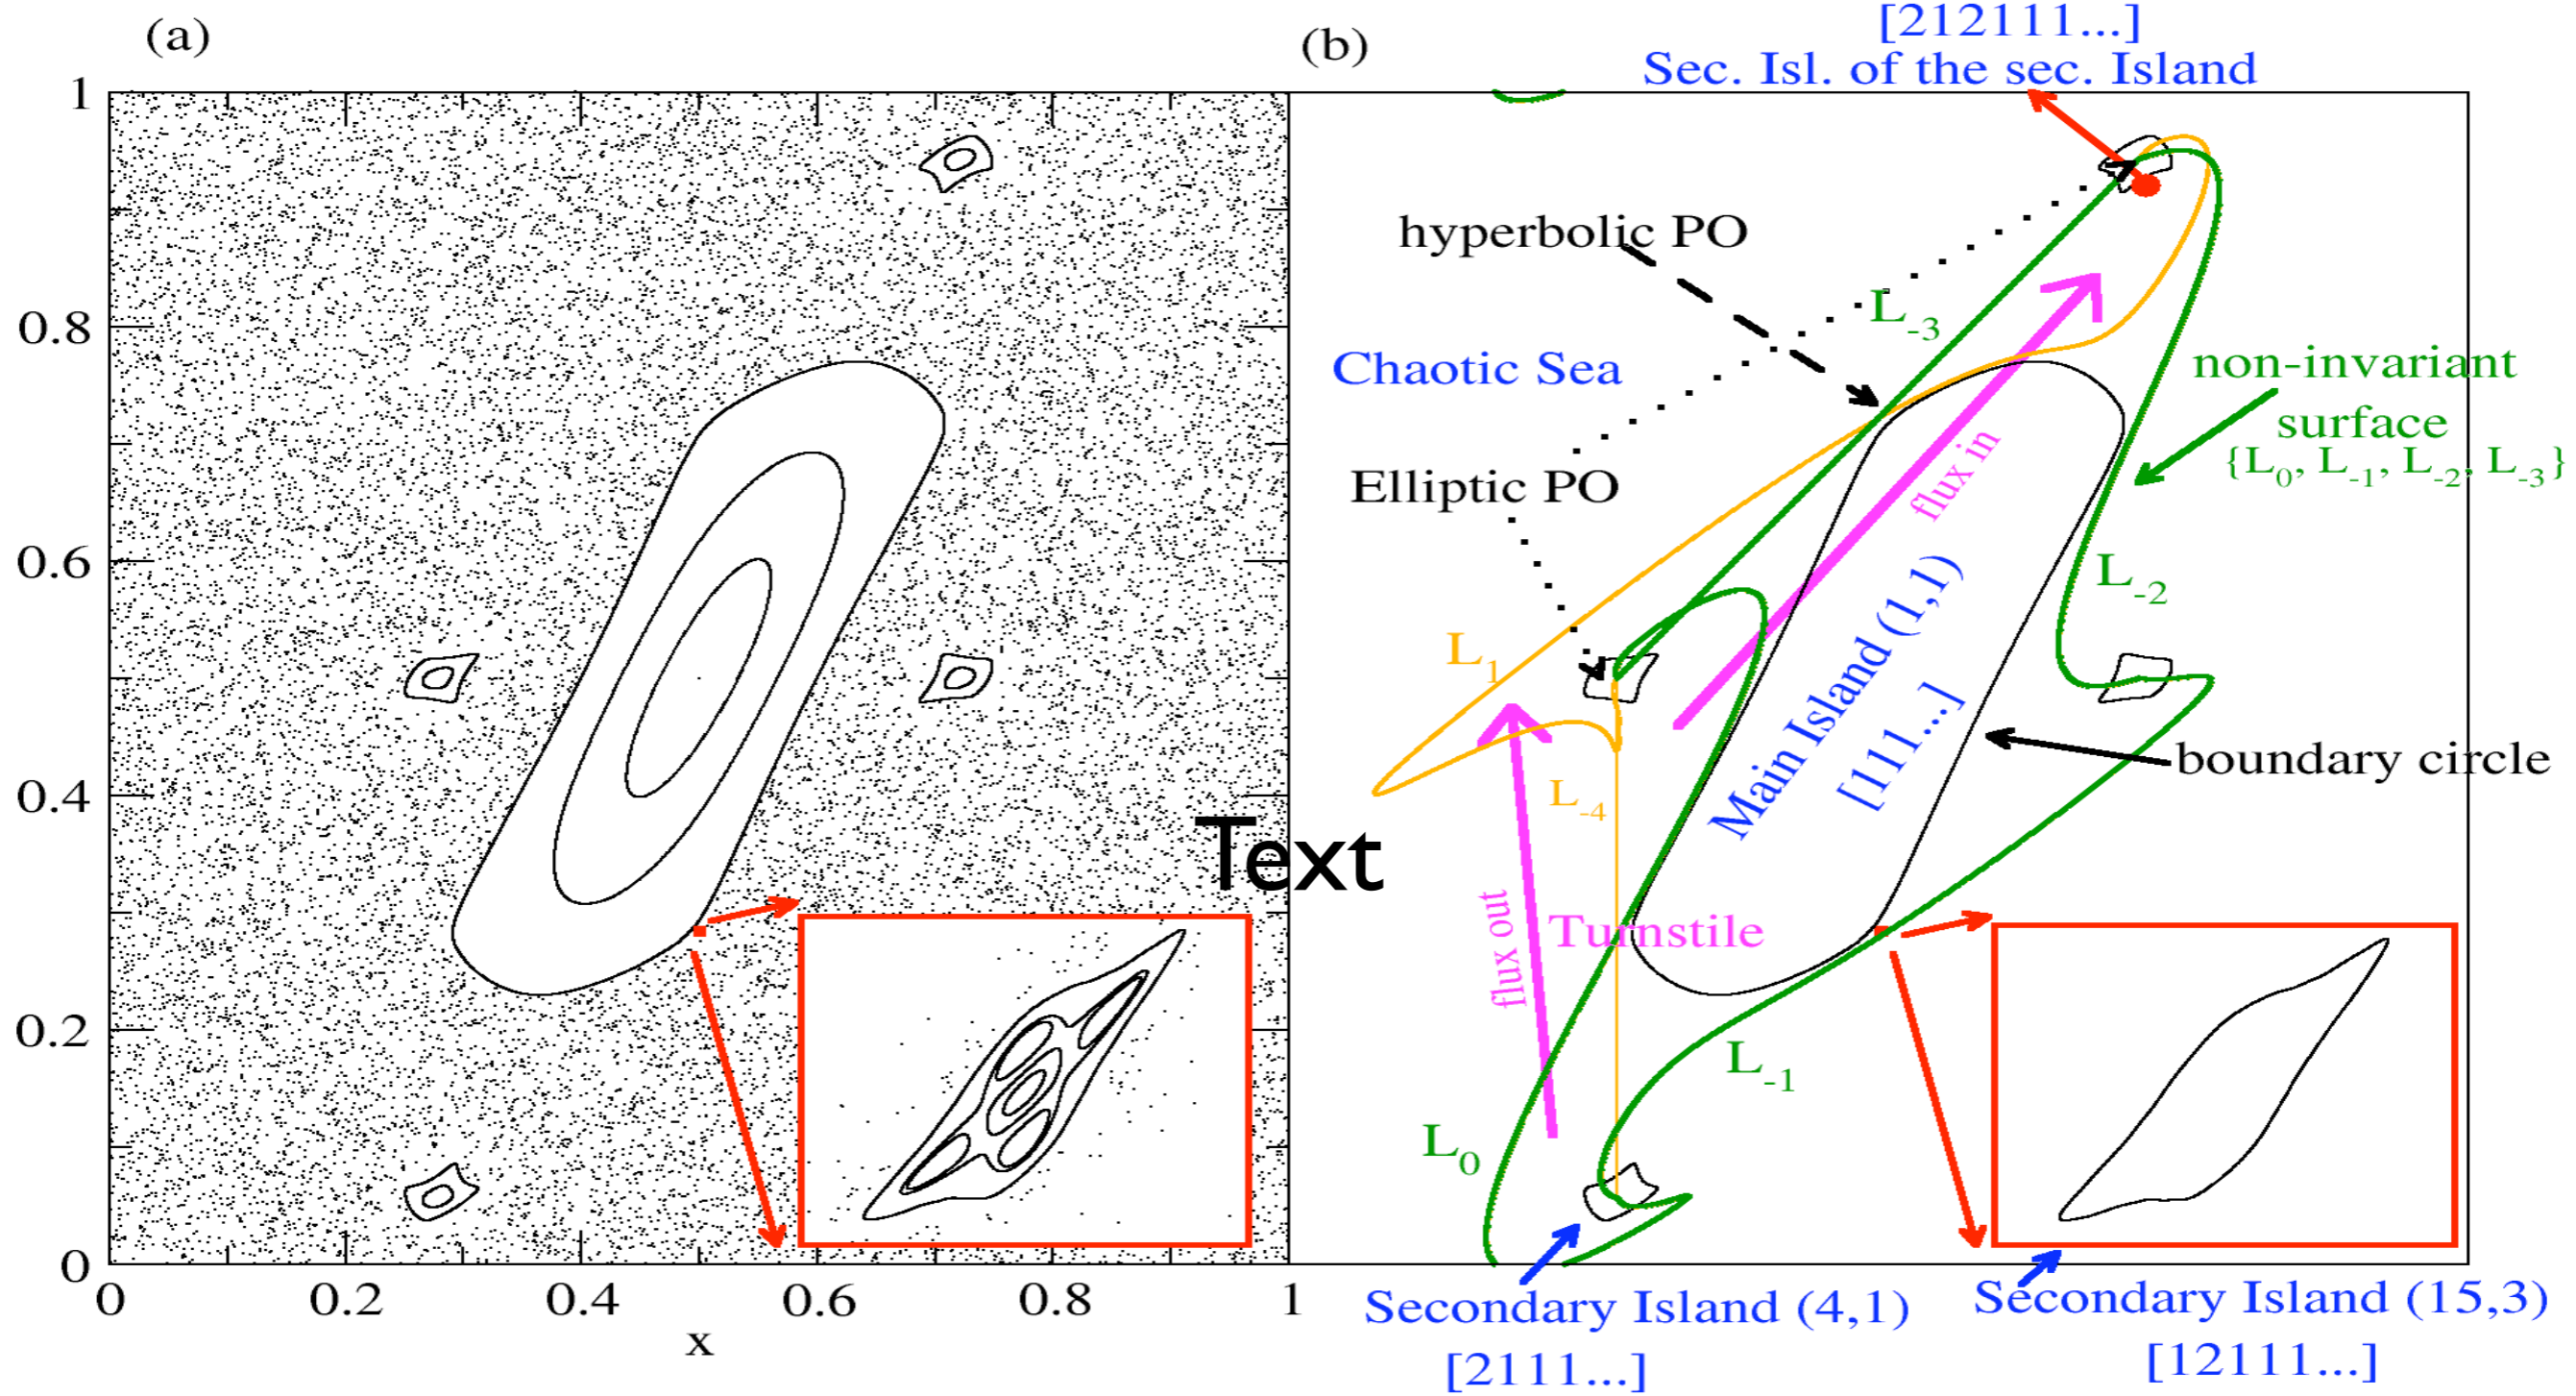 (a)
1
0.8
0.6
0.4
0.2
0
0
0.2
0.4
0.6
0.8
1
x
Text
(b)
[212111...]
Sec. Isl. of the sec. Island
hyperbolic PO
L-3
Chaotic Sea
non-invariant
surface
{L0, L-1, L-2, L-3}
Elliptic PO
flux in
L-2
L1
Main Island (1,1)
[111...]
boundary circle
L-4
flux out
Turnstile
L-1
L0
Secondary Island (4,1)
[2111...]
Secondary Island (15,3)
[12111...]